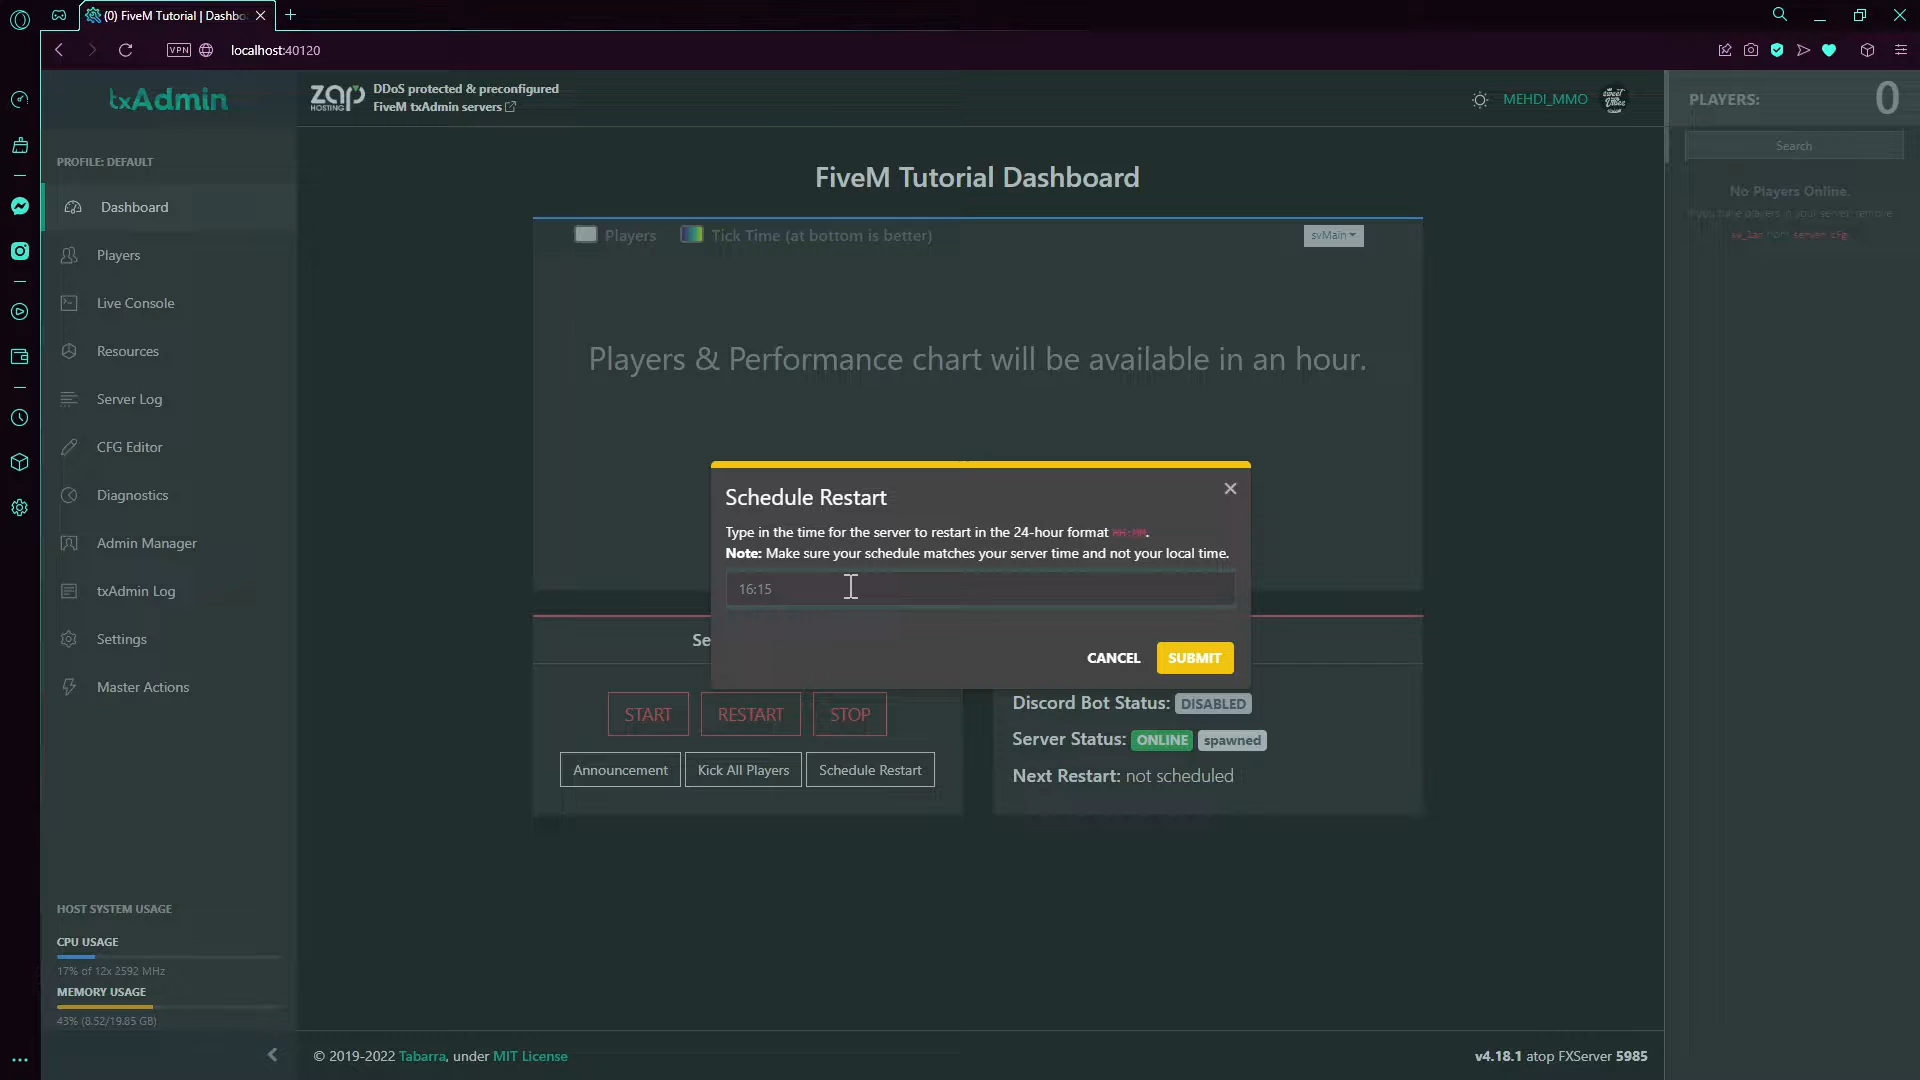 (0) FiveM Tutorial | Dashbo
VPN
localhost:40120
txAdmin
ZAP
HOSTING
DDoS protected & preconfigured
FiveM txAdmin servers
MEHDI_MMO
PLAYERS:
0
PROFILE: DEFAULT
Search
No Players Online.
Dashboard
Players
Live Console
Resources
Server Log
CFG Editor
Diagnostics
Admin Manager
txAdmin Log
Settings
Master Actions
FiveM Tutorial Dashboard
Players
Tick Time (at bottom is better)
svMain
Players & Performance chart will be available in an hour.
Schedule Restart
Type in the time for the server to restart in the 24-hour format HH:MM.
Note: Make sure your schedule matches your server time and not your local time.
16:15
CANCEL
SUBMIT
Se
START
RESTART
STOP
Announcement
Kick All Players
Schedule Restart
Discord Bot Status: DISABLED
Server Status: ONLINE spawned
Next Restart: not scheduled
HOST SYSTEM USAGE
CPU USAGE
17% of 12x 2592 MHz
MEMORY USAGE
43% (8.52/19.85 GB)
© 2019-2022 Tabarra, under MIT License
v4.18.1 atop FXServer 5985